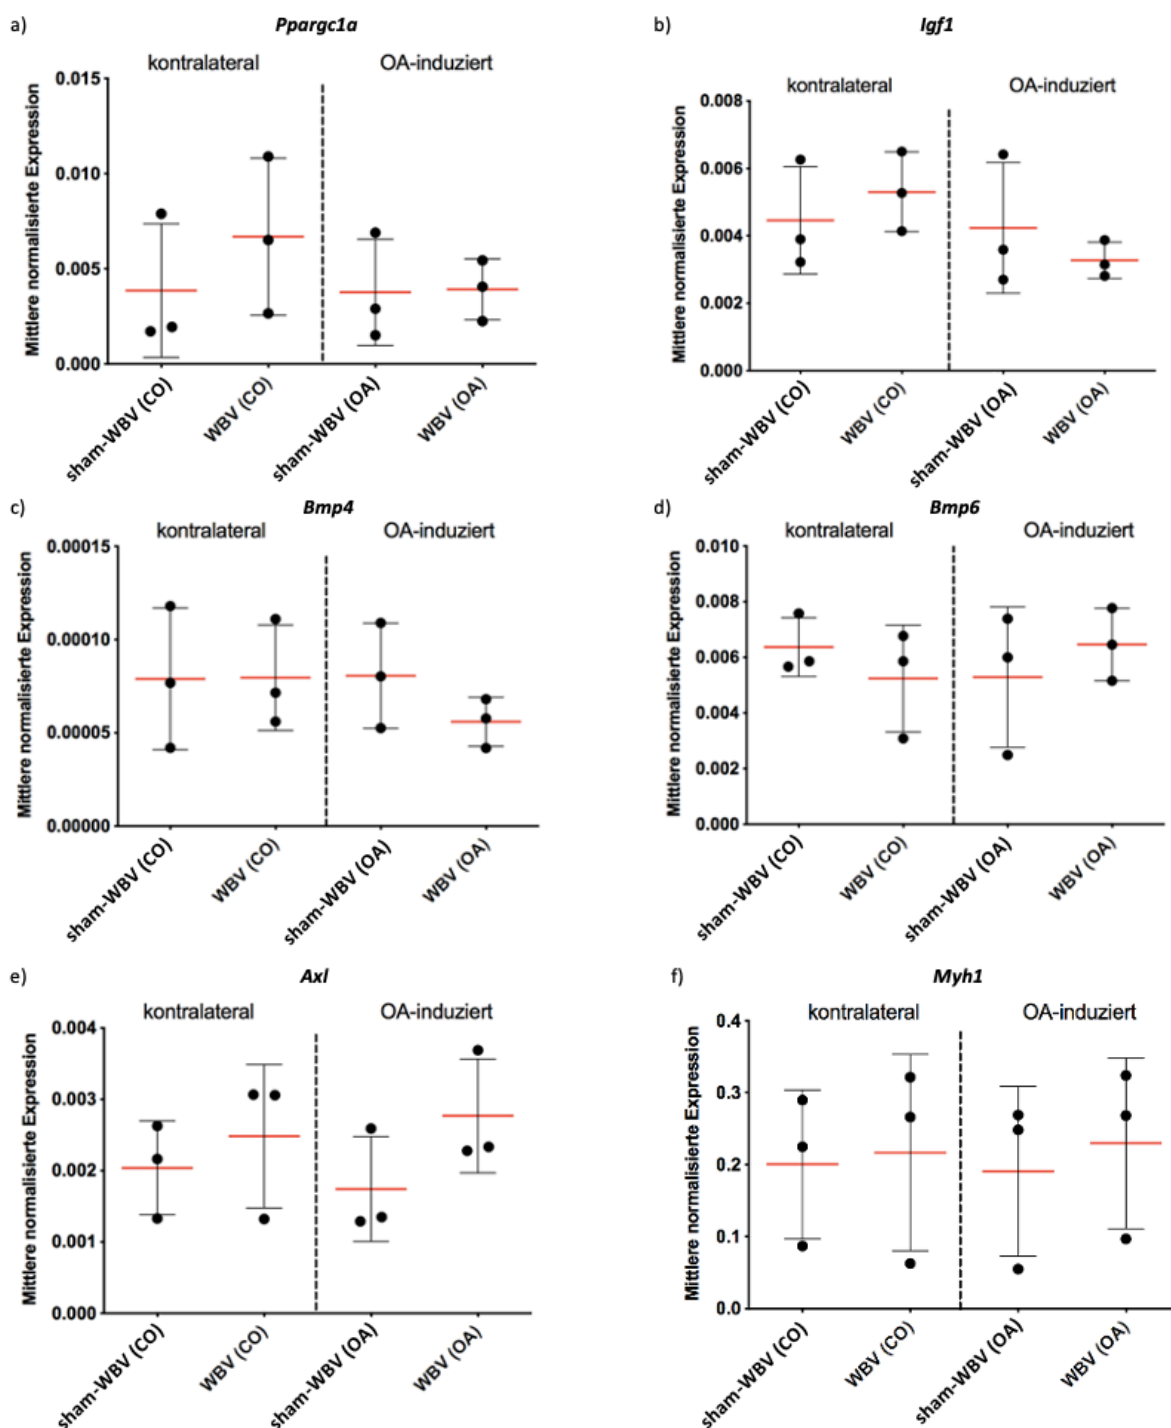 a)
Ppargc1a
kontralateral
OA-induziert
Mittlere normalisierte Expression
0.015
0.010
0.005
0.000
sham-WBV (CO)
WBV (CO)
sham-WBV (OA)
WBV (OA)
b)
Igf1
kontralateral
OA-induziert
Mittlere normalisierte Expression
0.008
0.006
0.004
0.002
0.000
sham-WBV (CO)
WBV (CO)
sham-WBV (OA)
WBV (OA)
c)
Bmp4
kontralateral
OA-induziert
Mittlere normalisierte Expression
0.00015
0.00010
0.00005
0.00000
sham-WBV (CO)
WBV (CO)
sham-WBV (OA)
WBV (OA)
d)
Bmp6
kontralateral
OA-induziert
Mittlere normalisierte Expression
0.010
0.008
0.006
0.004
0.002
0.000
sham-WBV (CO)
WBV (CO)
sham-WBV (OA)
WBV (OA)
e)
Axl
kontralateral
OA-induziert
Mittlere normalisierte Expression
0.004
0.003
0.002
0.001
0.000
sham-WBV (CO)
WBV (CO)
sham-WBV (OA)
WBV (OA)
f)
Myh1
kontralateral
OA-induziert
Mittlere normalisierte Expression
0.4
0.3
0.2
0.1
0.0
sham-WBV (CO)
WBV (CO)
sham-WBV (OA)
WBV (OA)